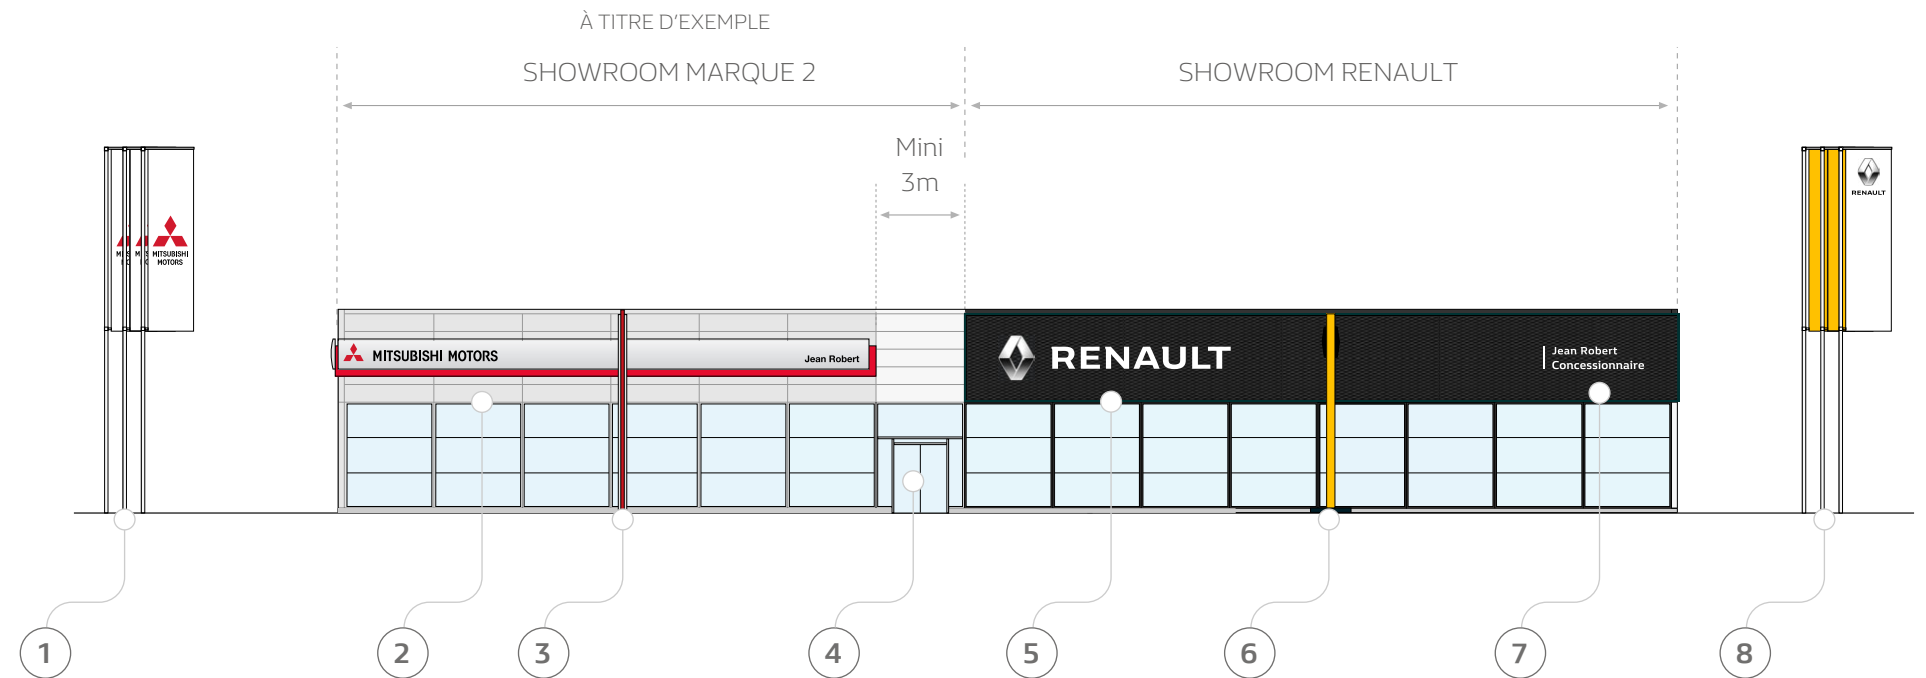 À TITRE D'EXEMPLE
SHOWROOM MARQUE 2
SHOWROOM RENAULT
Mini
3m
MITSUBISHI
MOTORS
RENAULT
MITSUBISHI MOTORS
Jean Robert
RENAULT
Jean Robert
Concessionnaire
1
2
3
4
5
6
7
8